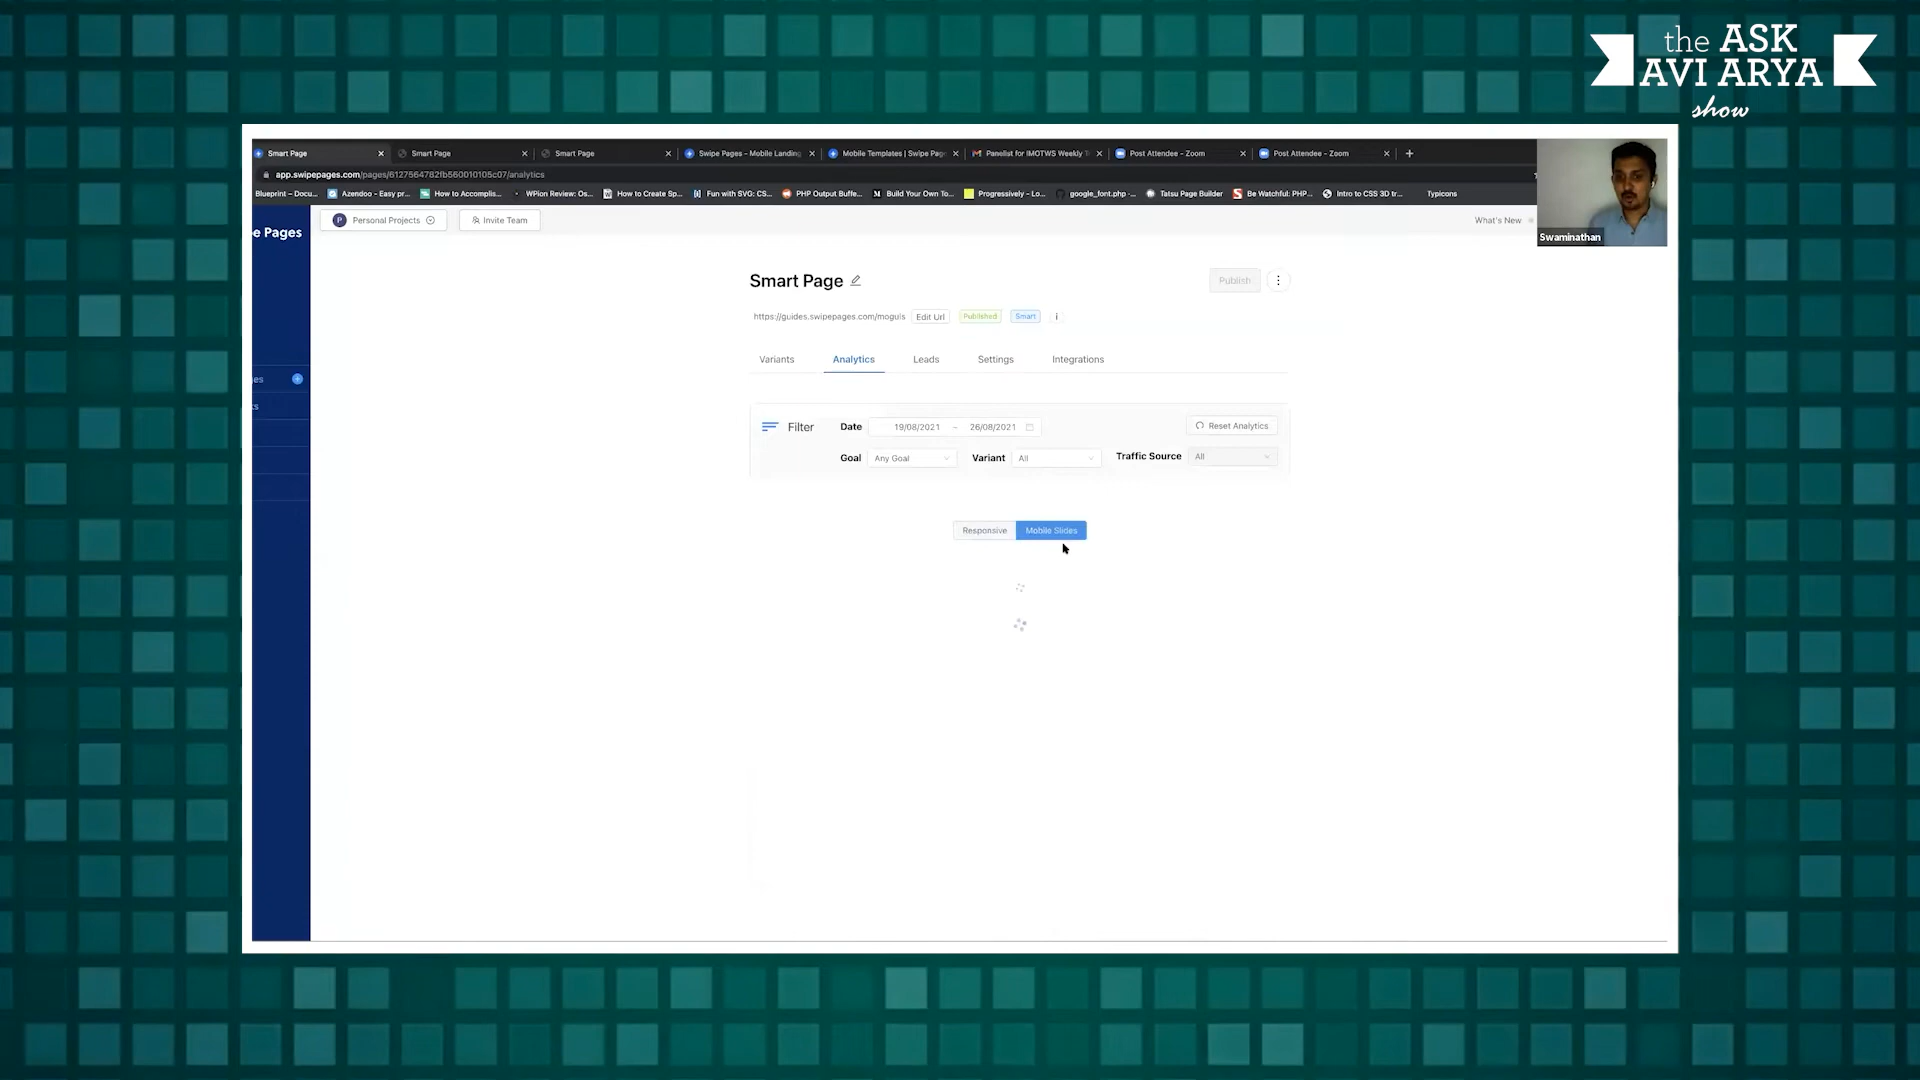 the ASK
AVI ARYA
show
Smart Page
Smart Page
Smart Page
Swipe Pages - Mobile Landing
Mobile Templates | Swipe Page
Panelist for IMOTWS Weekly
Post Attendee - Zoom
Post Attendee - Zoom
app.swipepages.com/pages/6127564782fb560010105c07/analytics
Blueprint – Docu...
Azendoo - Easy pr...
How to Accomplis...
WPion Review: Os...
How to Create Sp...
Fun with SVG: CS...
PHP Output Buffe...
Build Your Own To...
Progressively - Lo...
google_font.php -...
Tatsu Page Builder
Be Watchful: PHP...
Intro to CSS 3D tr...
Typicons
Swaminathan
e Pages
P Personal Projects
Invite Team
What's New
es
ts
Smart Page
Publish
https://guides.swipepages.com/moguls
Edit Url
Published
Smart
i
Variants
Analytics
Leads
Settings
Integrations
Filter
Date
19/08/2021 ~ 26/08/2021
Reset Analytics
Goal
Any Goal
Variant
All
Traffic Source
All
Responsive
Mobile Slides